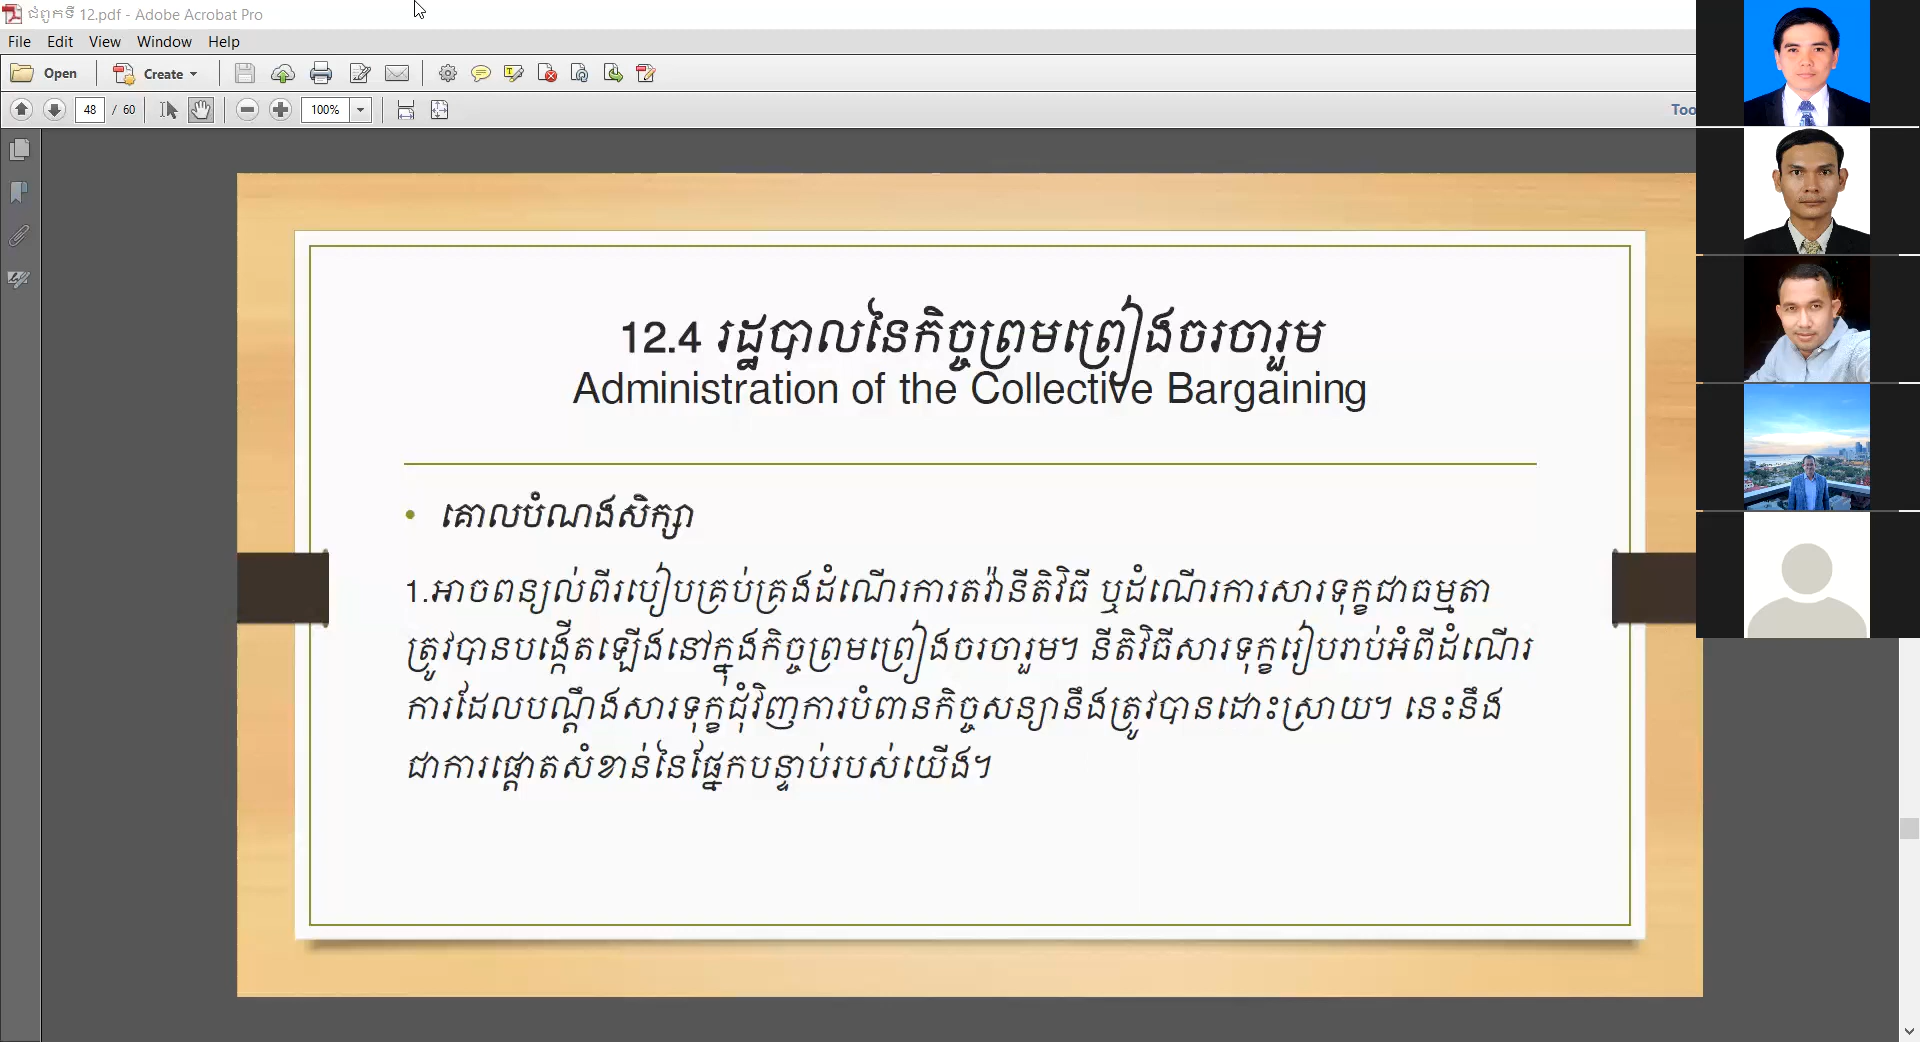 ជំពូកទី 12.pdf - Adobe Acrobat Pro
File Edit View Window Help
Open Create
48 / 60 100% Too
12.4 រដ្ឋបាលនៃកិច្ចព្រមព្រៀងចរចារួម
Administration of the Collective Bargaining
• គោលបំណងសិក្សា
1.អាចពន្យល់ពីរបៀបគ្រប់គ្រងដំណើរការតវ៉ានីតិវិធី ឬដំណើរការសារទុក្ខជាធម្មតា
ត្រូវបានបង្កើតឡើងនៅក្នុងកិច្ចព្រមព្រៀងចរចារួម។ នីតិវិធីសារទុក្ខរៀបរាប់អំពីដំណើរ
ការដែលបណ្តឹងសារទុក្ខជុំវិញការបំពានកិច្ចសន្យានឹងត្រូវបានដោះស្រាយ។ នេះនឹង
ជាការផ្តោតសំខាន់នៃផ្នែកបន្ទាប់របស់យើង។